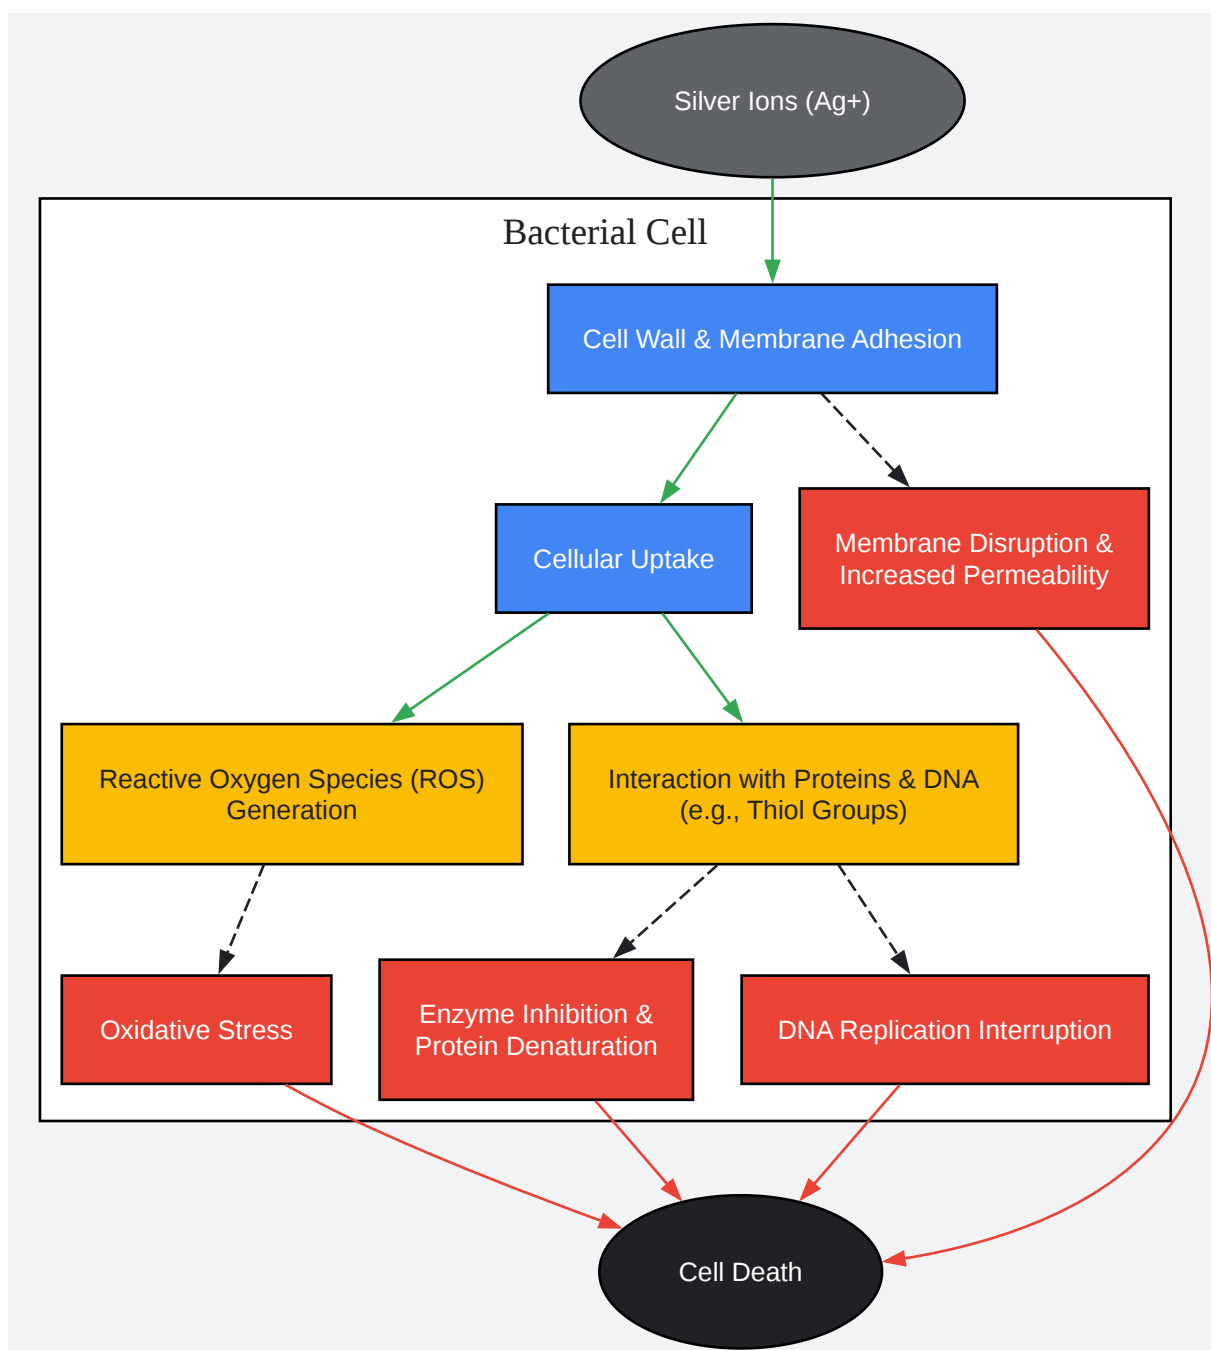 Silver Ions (Ag+)
Bacterial Cell
Cell Wall & Membrane Adhesion
Cellular Uptake
Membrane Disruption &
Increased Permeability
Reactive Oxygen Species (ROS)
Generation
Interaction with Proteins & DNA
(e.g., Thiol Groups)
Oxidative Stress
Enzyme Inhibition &
Protein Denaturation
DNA Replication Interruption
Cell Death